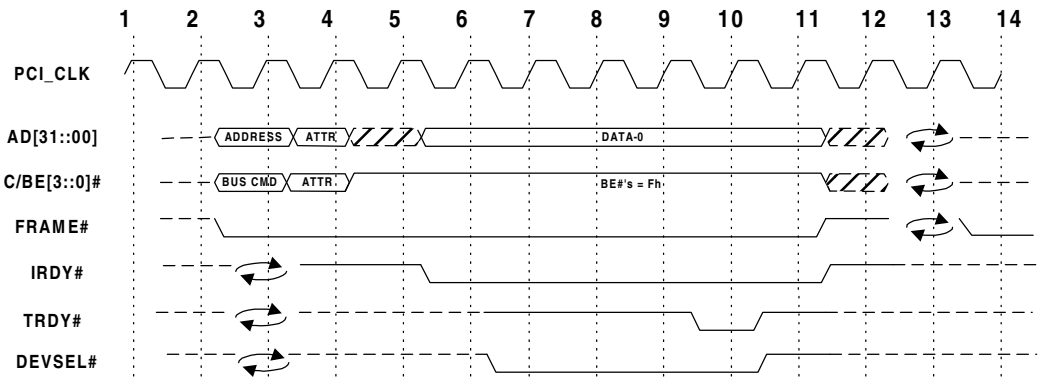 1 2 3 4 5 6 7 8 9 10 11 12 13 14
PCI_CLK
AD[31::00] ADDRESS ATTR DATA-0
C/BE[3::0]# BUS CMD ATTR BE#'s = Fh
FRAME#
IRDY#
TRDY#
DEVSEL#